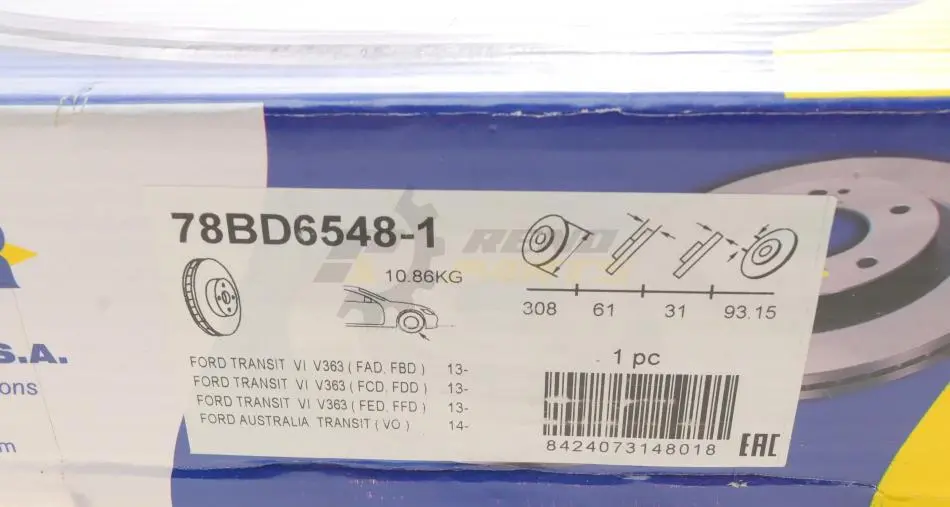 78BD6548-1
REVO
PARTS
10.86KG
308 61 31 93.15
1 pc
FORD TRANSIT VI V363 ( FAD, FBD ) 13-
FORD TRANSIT VI V363 ( FCD, FDD ) 13-
FORD TRANSIT VI V363 ( FED, FFD ) 13-
FORD AUSTRALIA TRANSIT ( VO ) 14-
8424073148018
EAC
S.A.
ons
m